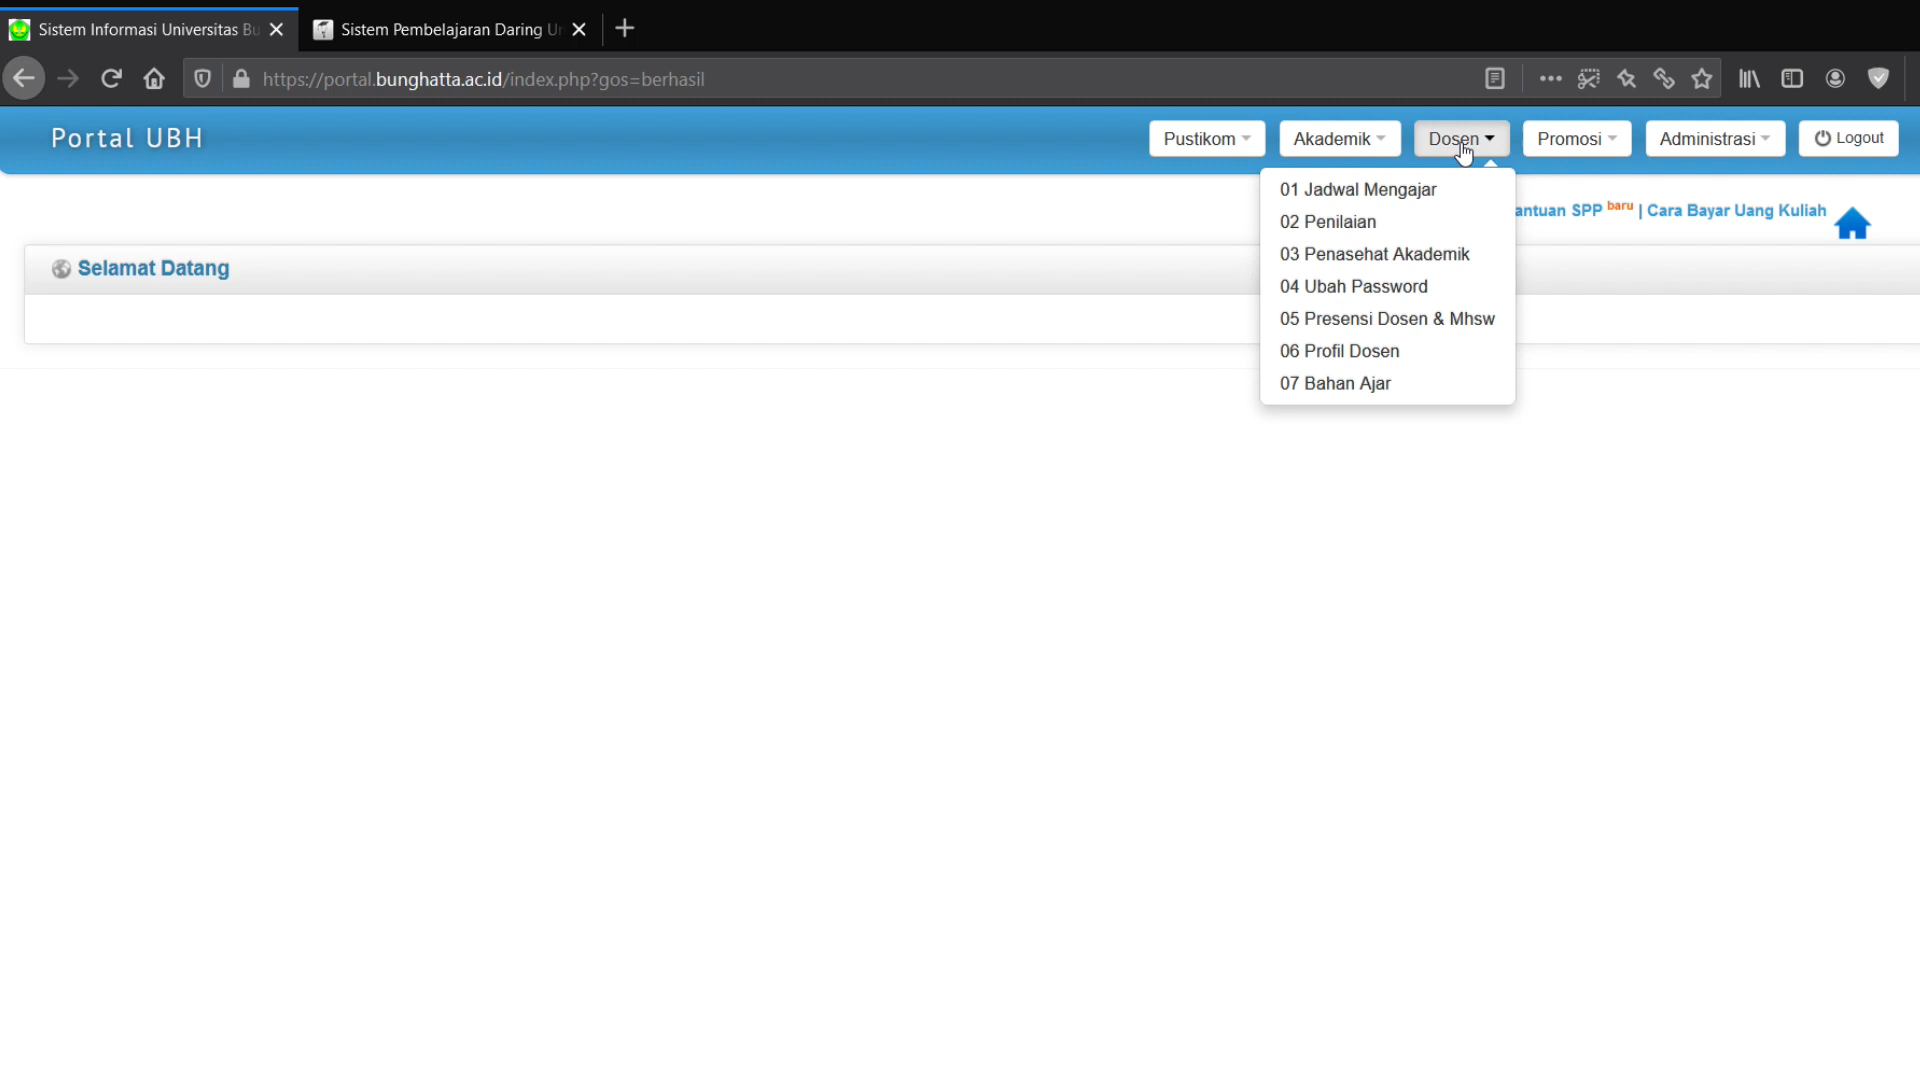 Sistem Informasi Universitas Bu
Sistem Pembelajaran Daring Un
https://portal.bunghatta.ac.id/index.php?gos=berhasil
Portal UBH
Pustikom
Akademik
Dosen
Promosi
Administrasi
Logout
01 Jadwal Mengajar
02 Penilaian
03 Penasehat Akademik
04 Ubah Password
05 Presensi Dosen & Mhsw
06 Profil Dosen
07 Bahan Ajar
antuan SPP baru | Cara Bayar Uang Kuliah
Selamat Datang